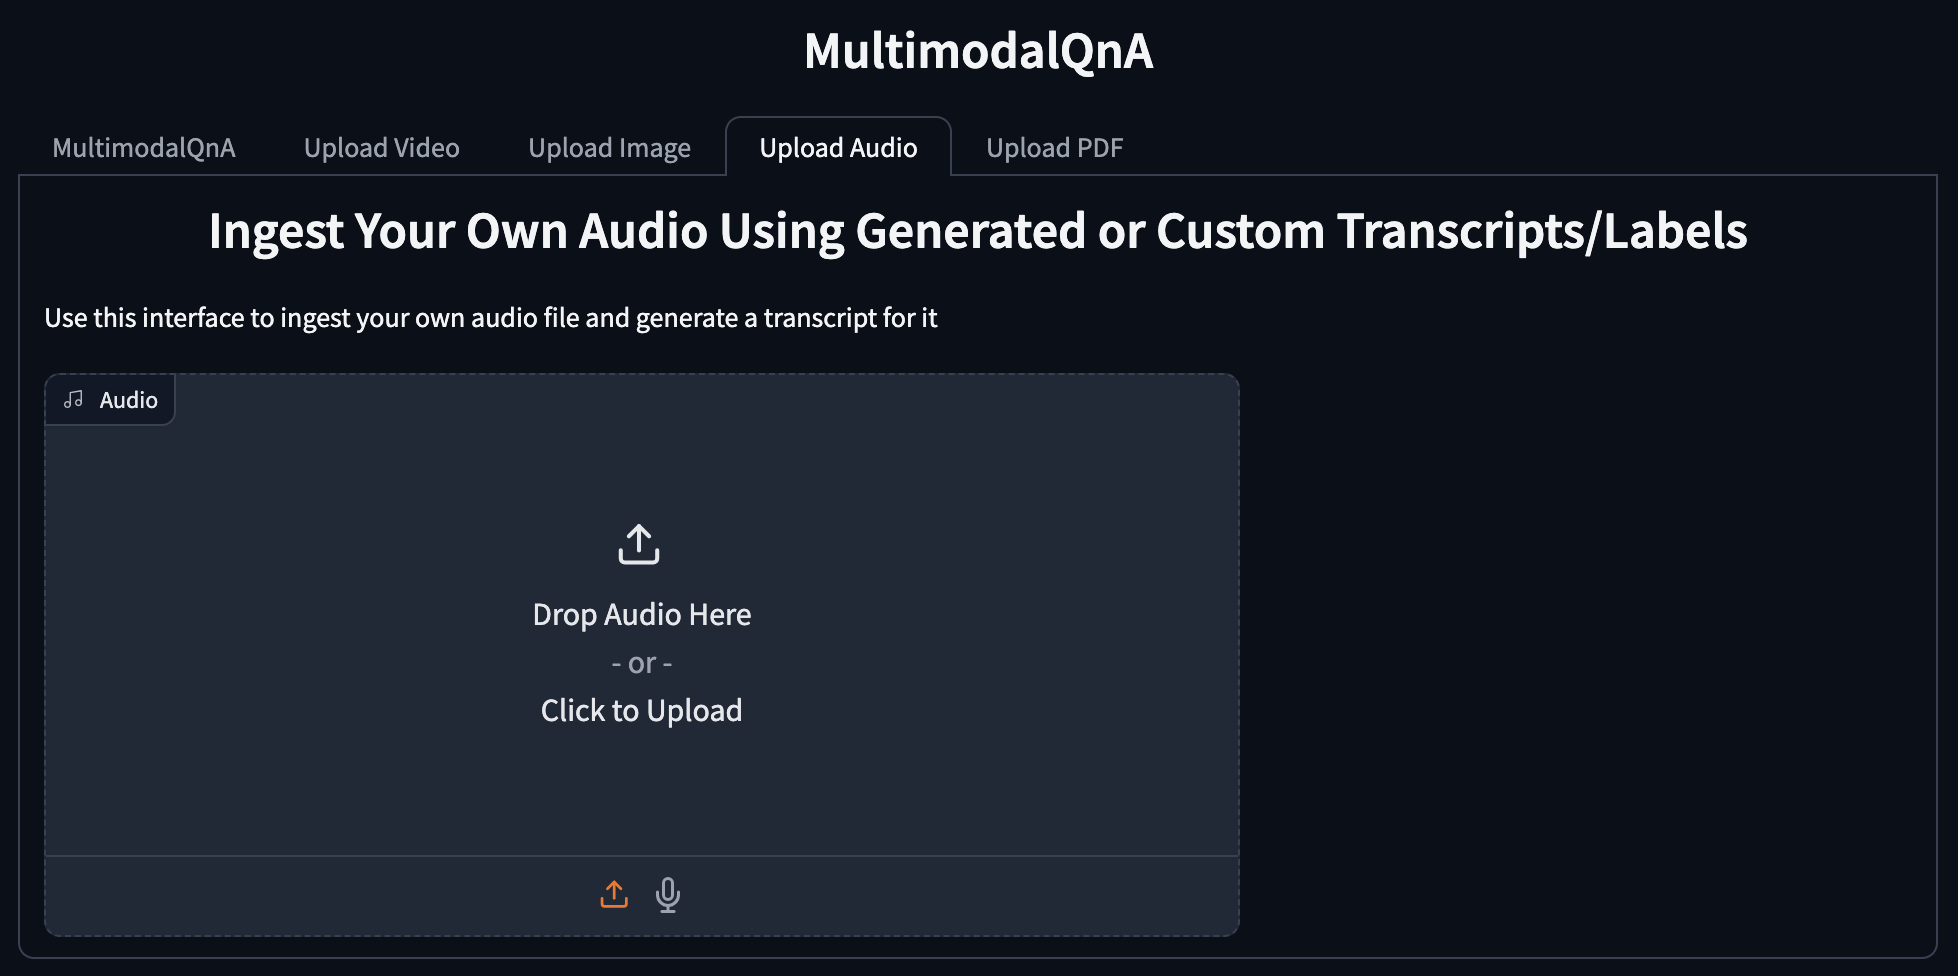 MultimodalQnA
MultimodalQnA Upload Video Upload Image Upload Audio Upload PDF
Ingest Your Own Audio Using Generated or Custom Transcripts/Labels
Use this interface to ingest your own audio file and generate a transcript for it
Audio
Drop Audio Here
- or -
Click to Upload